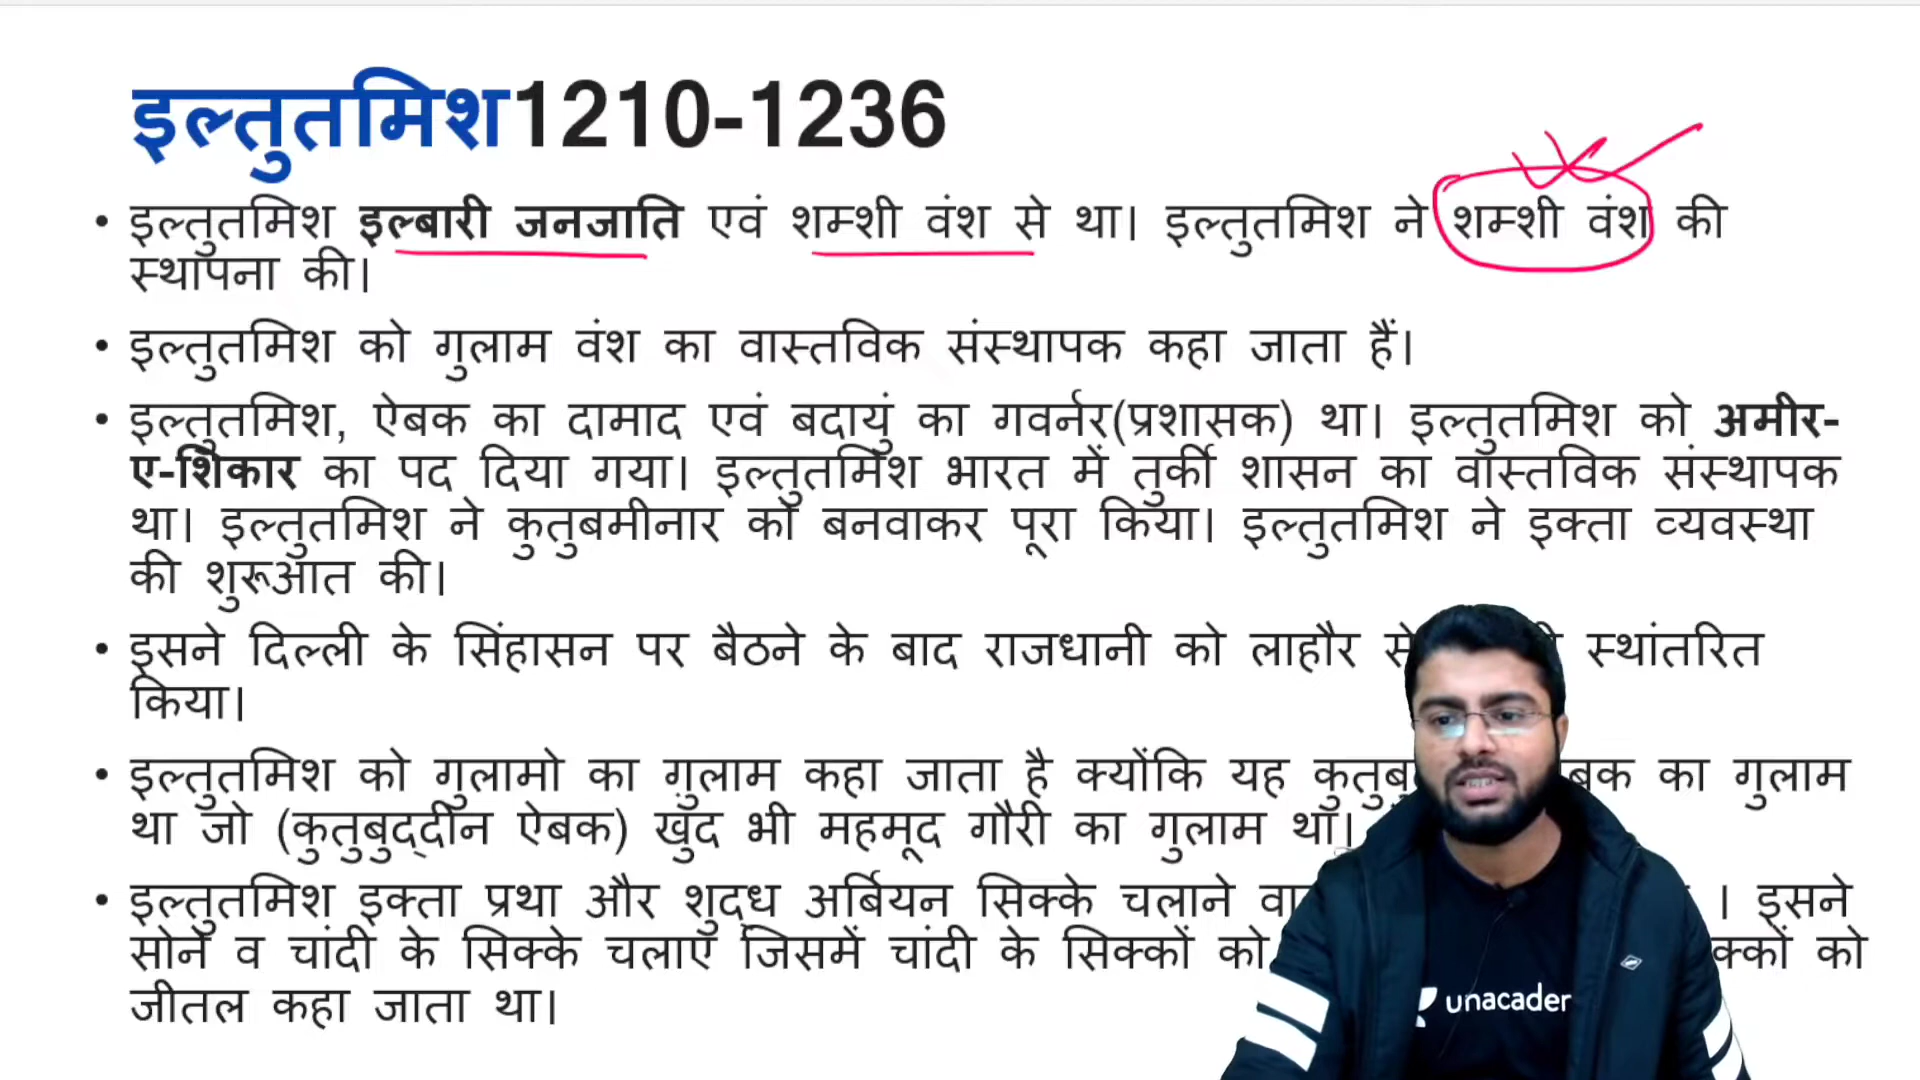 इल्तुतमिश1210-1236
• इल्तुतमिश इल्बारी जनजाति एवं शम्शी वंश से था। इल्तुतमिश ने शम्शी वंश की
स्थापना की।
• इल्तुतमिश को गुलाम वंश का वास्तविक संस्थापक कहा जाता हैं।
• इल्तुतमिश, ऐबक का दामाद एवं बदायुं का गवर्नर(प्रशासक) था। इल्तुतमिश को अमीर-
ए-शिकार का पद दिया गया। इल्तुतमिश भारत में तुर्की शासन का वास्तविक संस्थापक
था। इल्तुतमिश ने कुतुबमीनार को बनवाकर पूरा किया। इल्तुतमिश ने इक्ता व्यवस्था
की शुरूआत की।
• इसने दिल्ली के सिंहासन पर बैठने के बाद राजधानी को लाहौर से स्थांतरित
किया।
• इल्तुतमिश को गुलामो का ग़ुलाम कहा जाता है क्योंकि यह का गुलाम
था जो (कुतुबुद्दीन ऐबक) खुद भी महमूद गौरी का गुलाम था।
• इल्तुतमिश इक्ता प्रथा और शुद्ध अर्बियन सिक्के चलाने । इसने
सोने व चांदी के सिक्के चलाए जिसमें चांदी के सिक्कों को को
जीतल कहा जाता था।
unacader